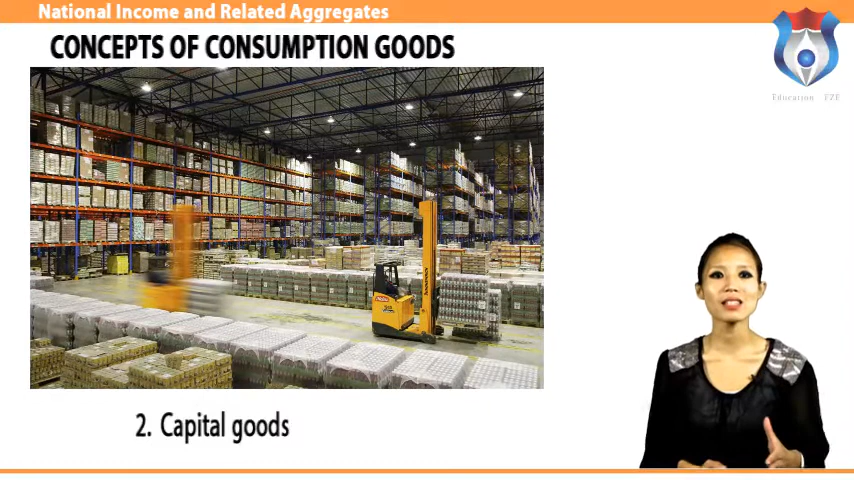 National Income and Related Aggregates
CONCEPTS OF CONSUMPTION GOODS
Education FZE
2. Capital goods